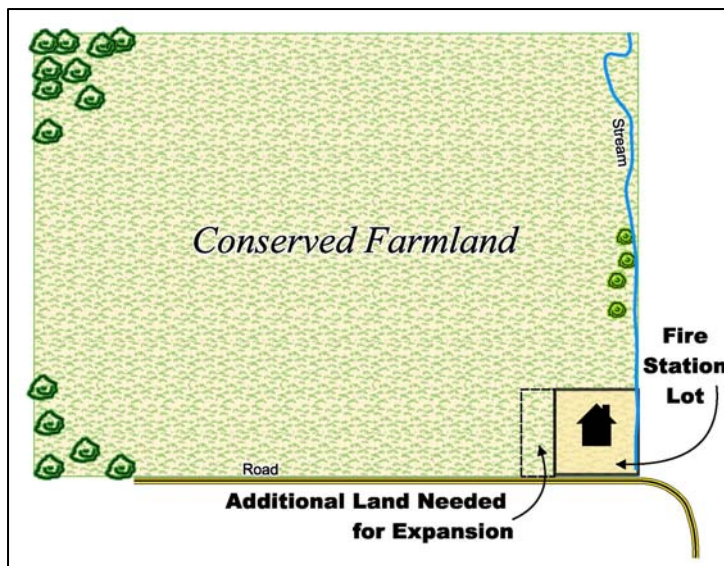 Stream
Conserved Farmland
Fire
Station
Lot
Road
Additional Land Needed
for Expansion